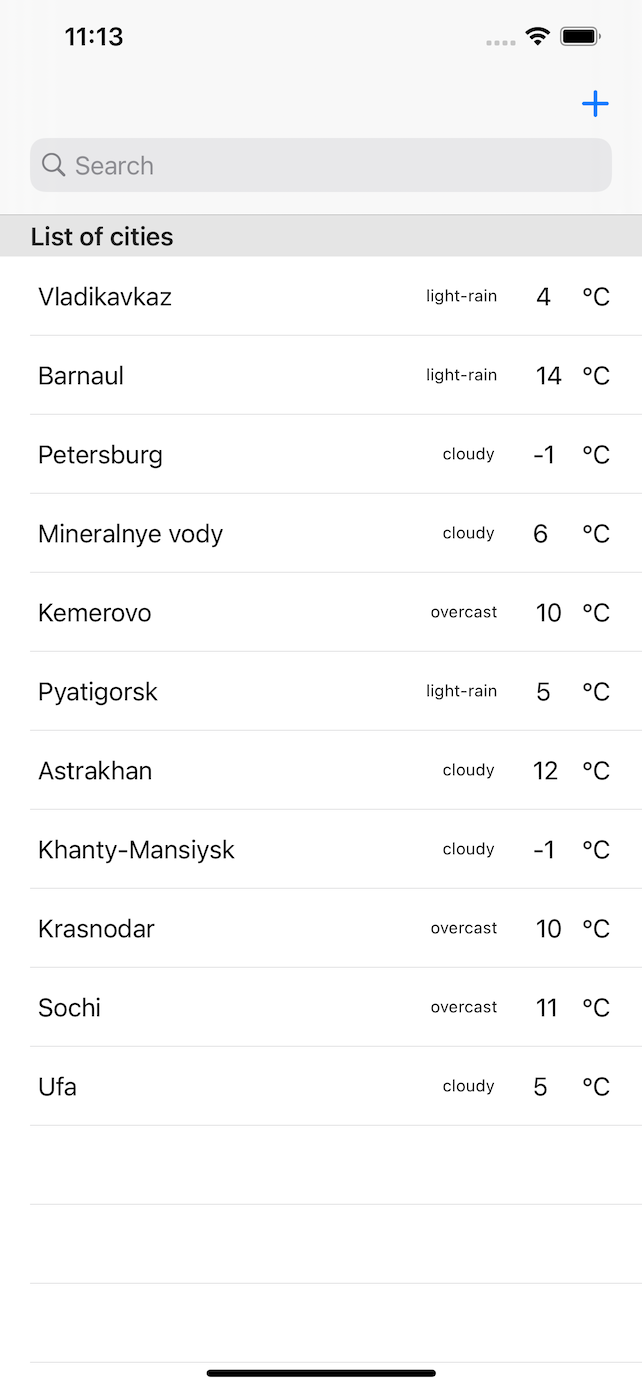 11:13
+
Search
List of cities
Vladikavkaz light-rain 4 °C
Barnaul light-rain 14 °C
Petersburg cloudy -1 °C
Mineralnye vody cloudy 6 °C
Kemerovo overcast 10 °C
Pyatigorsk light-rain 5 °C
Astrakhan cloudy 12 °C
Khanty-Mansiysk cloudy -1 °C
Krasnodar overcast 10 °C
Sochi overcast 11 °C
Ufa cloudy 5 °C